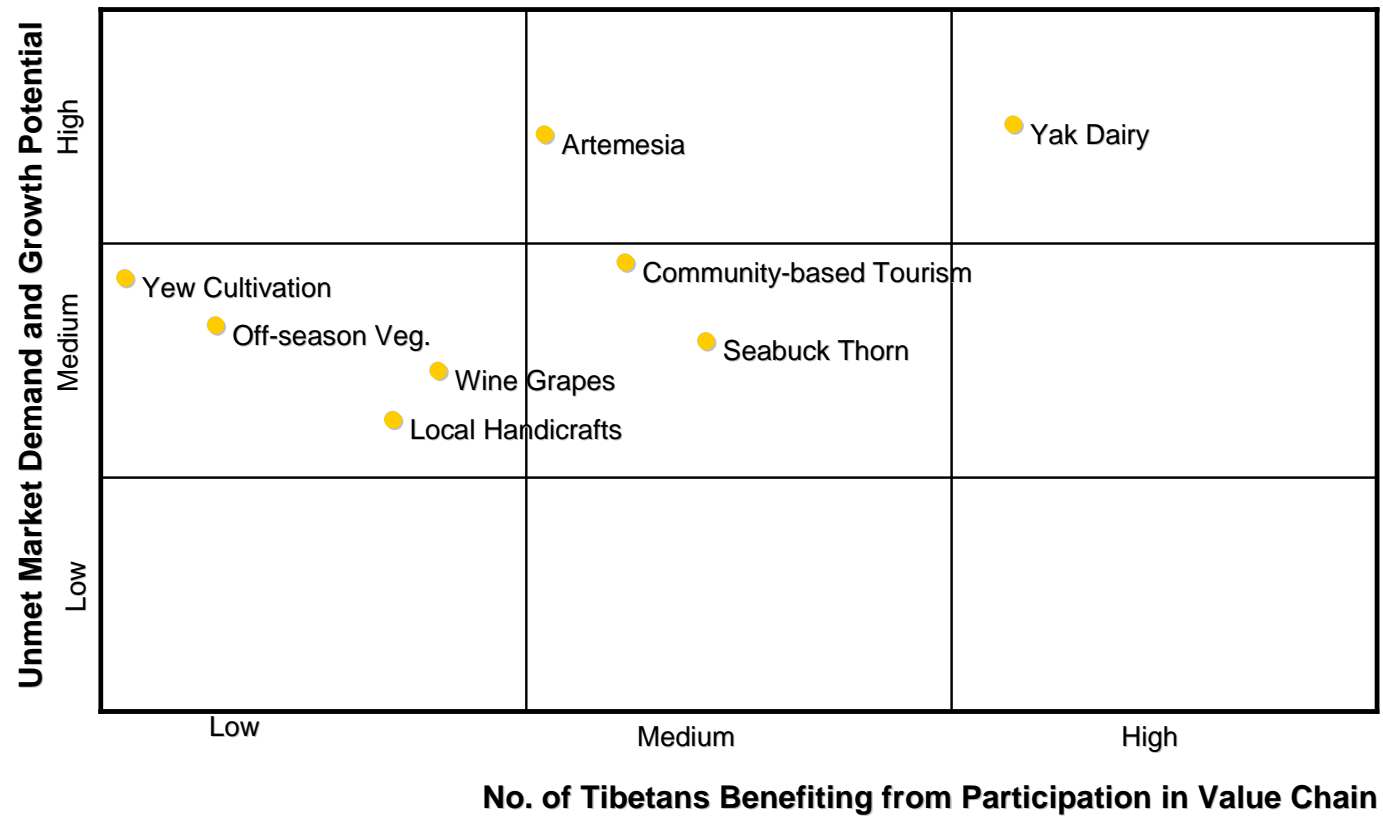 Unmet Market Demand and Growth Potential
High
Medium
Low
Artemesia
Yak Dairy
Yew Cultivation
Community-based Tourism
Off-season Veg.
Seabuck Thorn
Wine Grapes
Local Handicrafts
Low
Medium
High
No. of Tibetans Benefiting from Participation in Value Chain